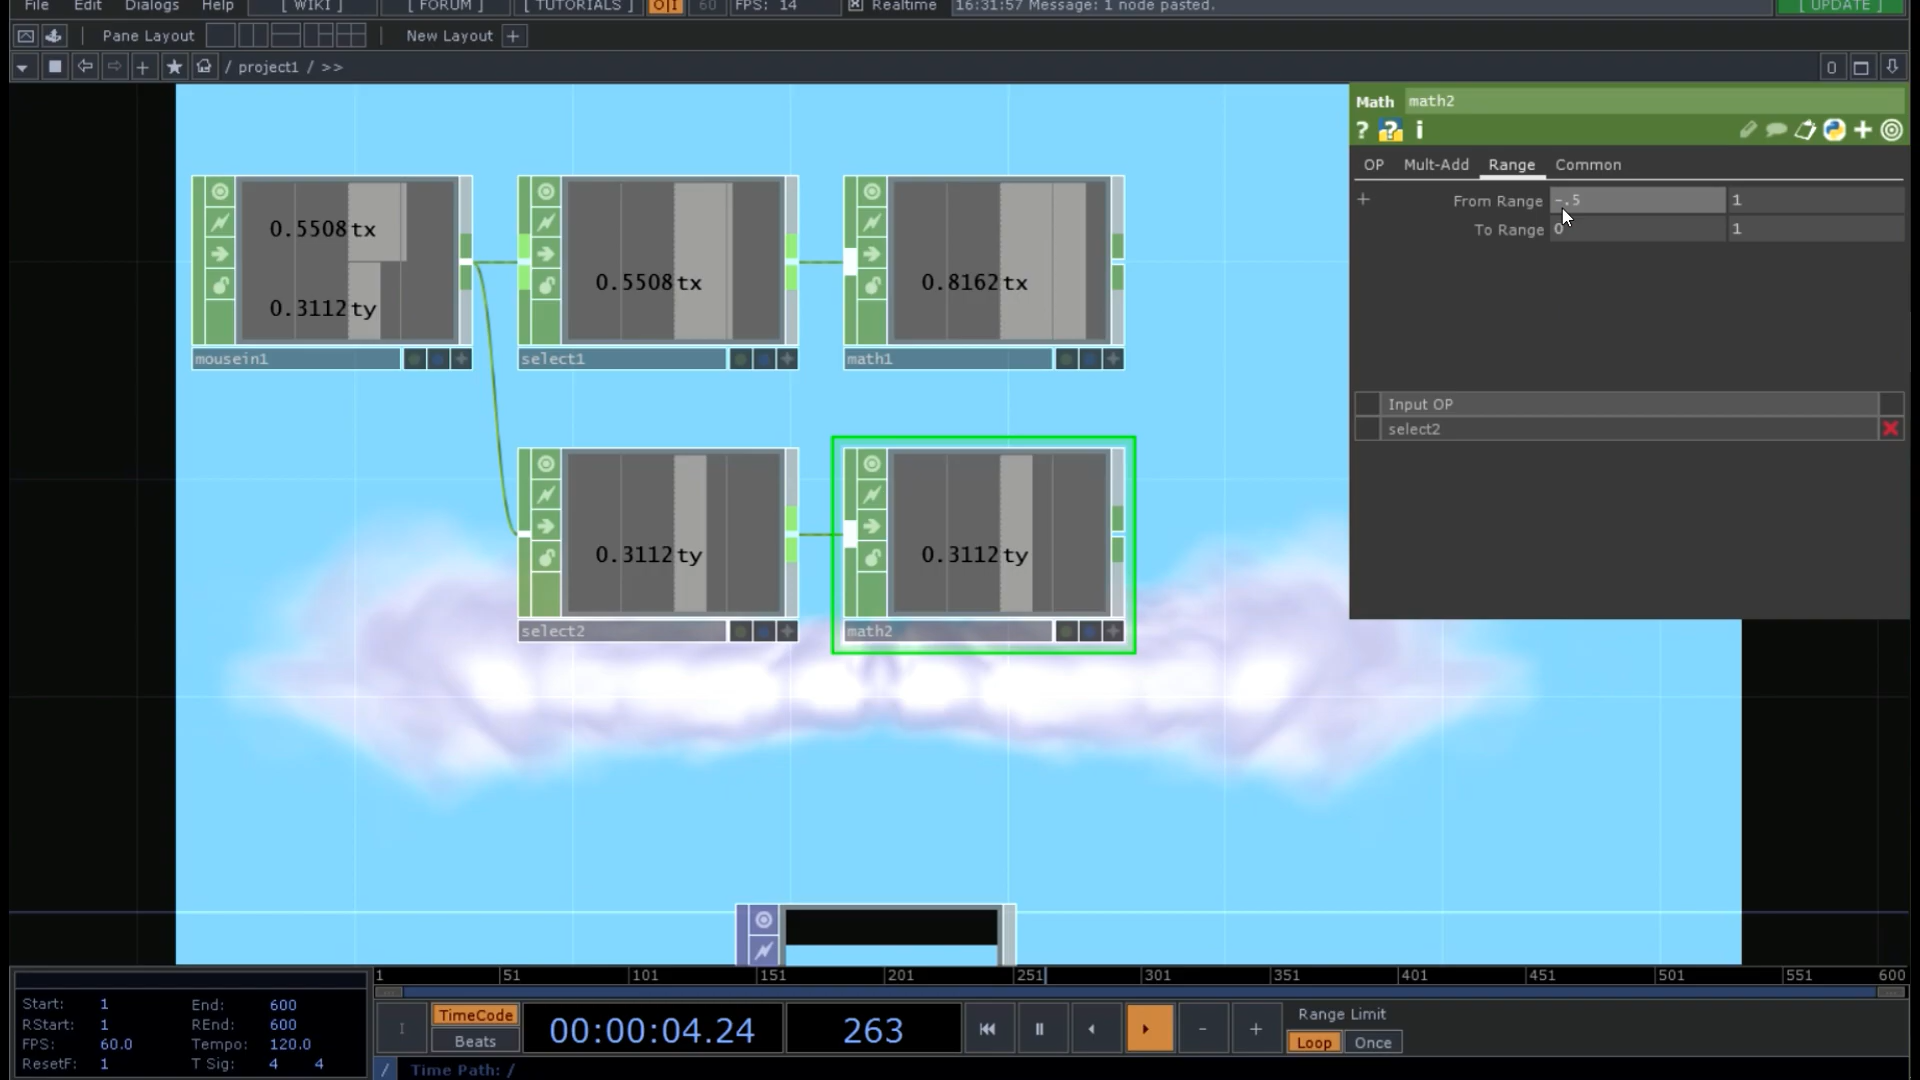 File Edit Dialogs Help [ WIKI ] [ FORUM ] [ TUTORIALS ] O|I 60 FPS: 14 Realtime 16:31:57 Message: 1 node pasted. [ UPDATE ]
Pane Layout New Layout +
/ project1 / >> 0
Math math2
? ? i
OP Mult-Add Range Common
From Range -.5 1
To Range 0 1
Input OP
select2
0.5508 tx
0.3112 ty
mousein1
0.5508 tx
select1
0.8162 tx
math1
0.3112 ty
select2
0.3112 ty
math2
1 51 101 151 201 251 301 351 401 451 501 551 600
Start: 1 End: 600
RStart: 1 REnd: 600
FPS: 60.0 Tempo: 120.0
ResetF: 1 T Sig: 4 4
TimeCode
Beats
00:00:04.24
263
- +
Range Limit
Loop Once
/ Time Path: /